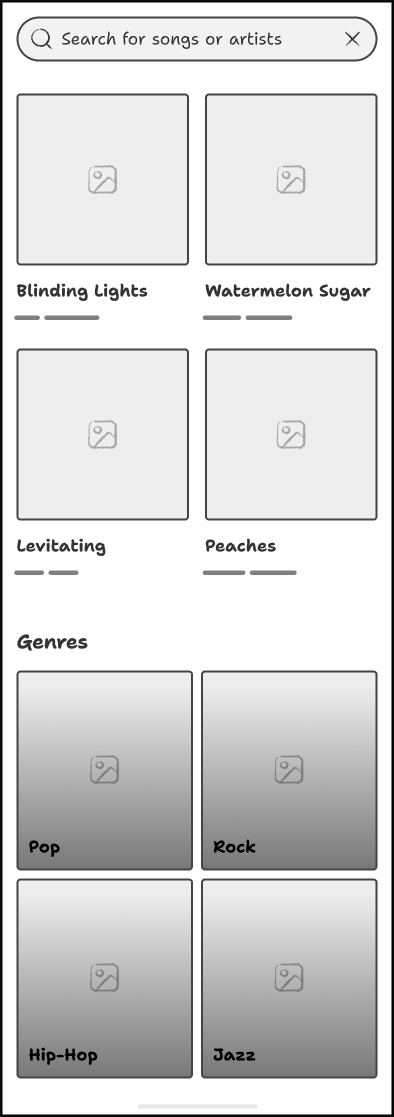 Search for songs or artists
Blinding Lights
Watermelon Sugar
Levitating
Peaches
Genres
Pop
Rock
Hip-Hop
Jazz